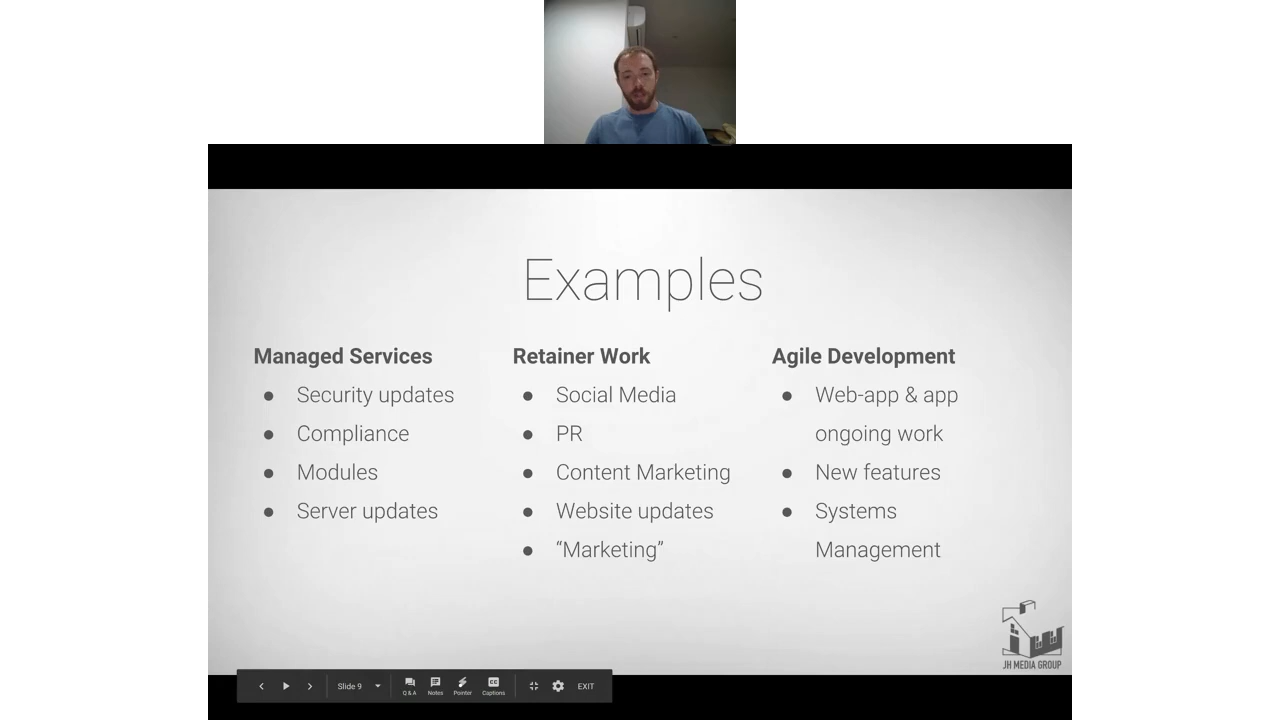 Examples
Managed Services
● Security updates
● Compliance
● Modules
● Server updates
Retainer Work
● Social Media
● PR
● Content Marketing
● Website updates
● “Marketing”
Agile Development
● Web-app & app
ongoing work
● New features
● Systems
Management
JH MEDIA GROUP
Slide 9
Q & A
Notes
Pointer
CC
Captions
EXIT